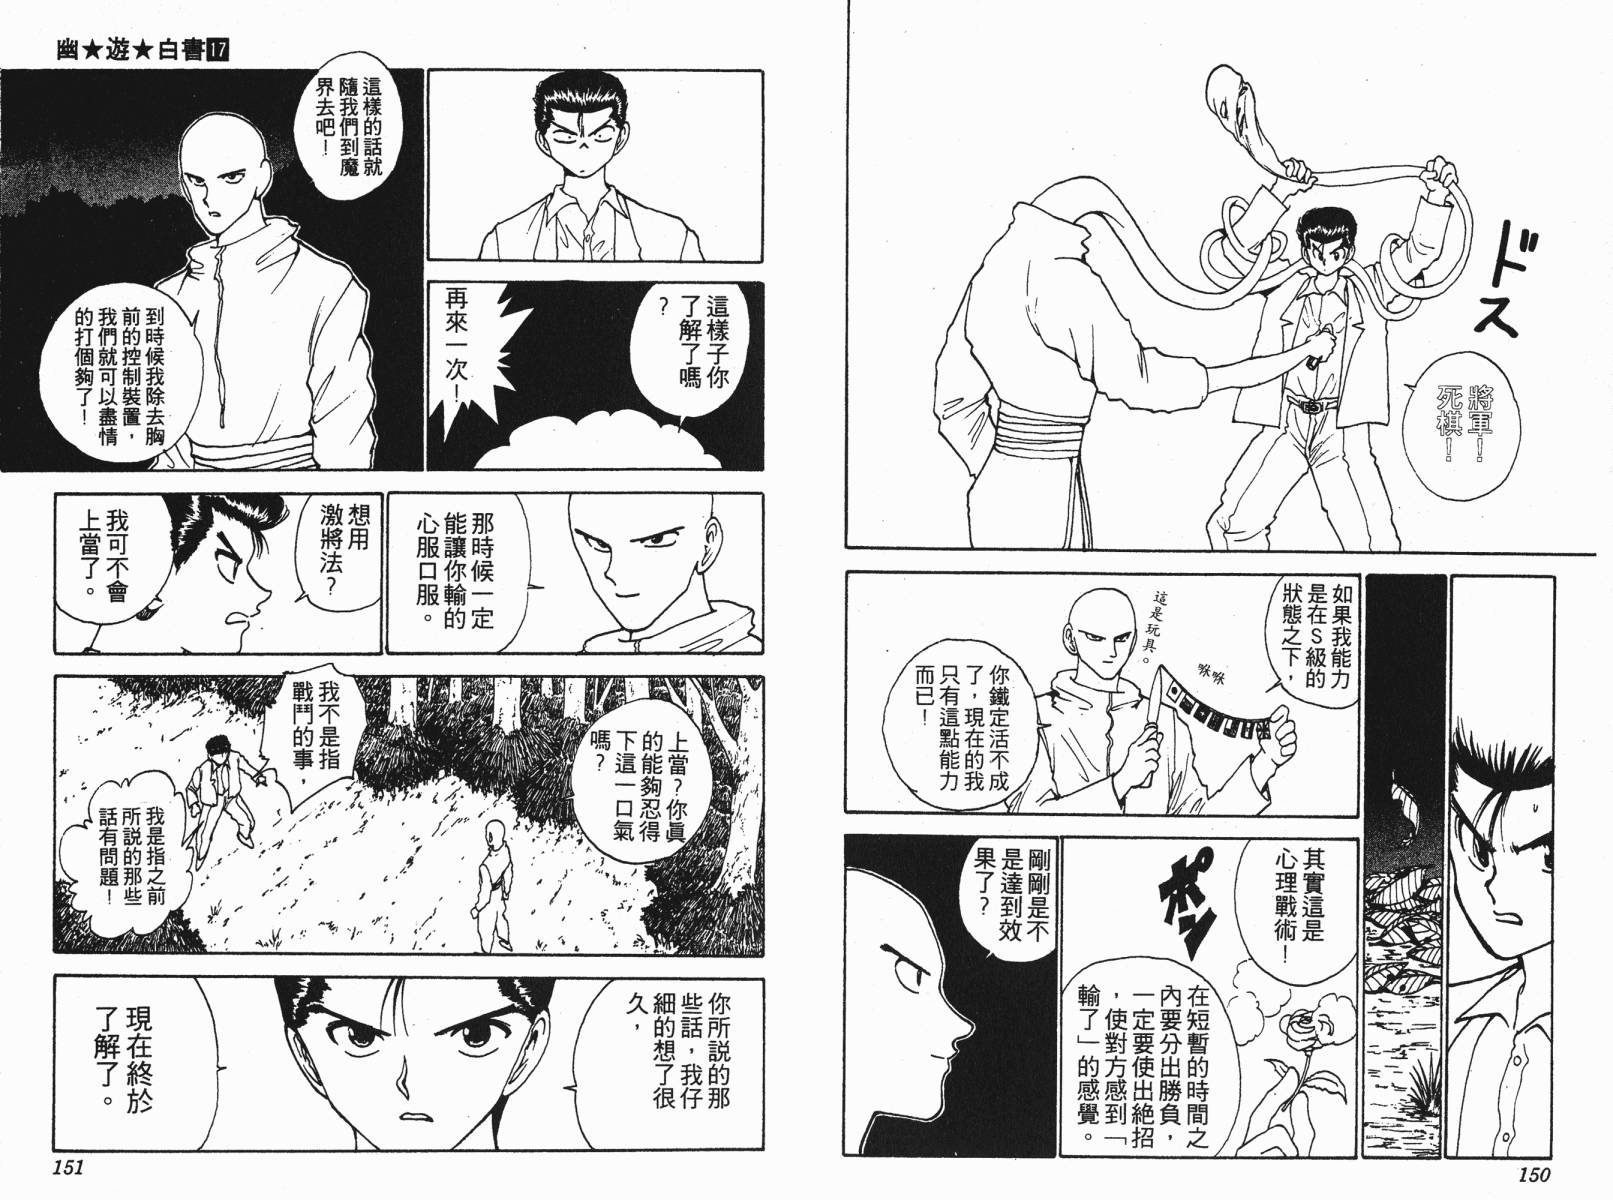 ドス
將軍！
死棋！
如果我能力
是在S級的
狀態之下，
這是玩具。
咻咻
你鐵定活不成
了，現在的我
只有這點能力
而已！
其實這是
心理戰術！
在短暫的時間之
內要分出勝負，
一定要使出絕招
，使對方感到「
輸了」的感覺。
ポン
剛剛是不
是達到效
果了？
150
幽★遊★白書17
這樣子你
了解了嗎
？
再來一次！
這樣的話就
隨我們到魔
界去吧！
到時候我除去胸
前的控制裝置，
我們就可以盡情
的打個夠了！
那時候一定
能讓你輸的
心服口服。
想用
激將法？
我可不會
上當了。
上當？你真
的能夠忍得
下這一口氣
嗎？
我不是指
戰鬥的事，
我是指之前
所說的那些
話有問題！
你所說的那
些話，我仔
細的想了很
久，
現在終於
了解了。
151